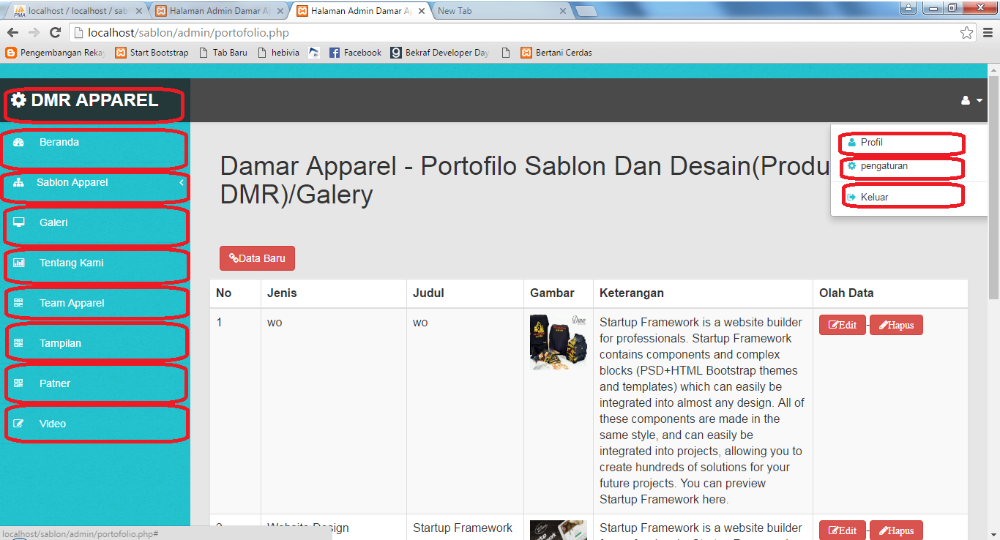 PMA
localhost / localhost / sabl
Halaman Admin Damar A
Halaman Admin Damar A
New Tab
localhost/sablon/admin/portofolio.php
Pengembangan Reka
Start Bootstrap
Tab Baru
hebivia
Facebook
Bekraf Developer Day
Bertani Cerdas
DMR APPAREL
Beranda
Sablon Apparel
Galeri
Tentang Kami
Team Apparel
Tampilan
Patner
Video
Profil
pengaturan
Keluar
Damar Apparel - Portofilo Sablon Dan Desain(Produ
DMR)/Galery
Data Baru
No Jenis Judul Gambar Keterangan Olah Data
1 wo wo
Damar
Startup Framework is a website builder
for professionals. Startup Framework
contains components and complex
blocks (PSD+HTML Bootstrap themes
and templates) which can easily be
integrated into almost any design. All of
these components are made in the
same style, and can easily be
integrated into projects, allowing you to
create hundreds of solutions for your
future projects. You can preview
Startup Framework here.
Edit - Hapus
2 Website Design Startup Framework
Startup Framework is a website builder
Edit - Hapus
localhost/sablon/admin/portofolio.php#